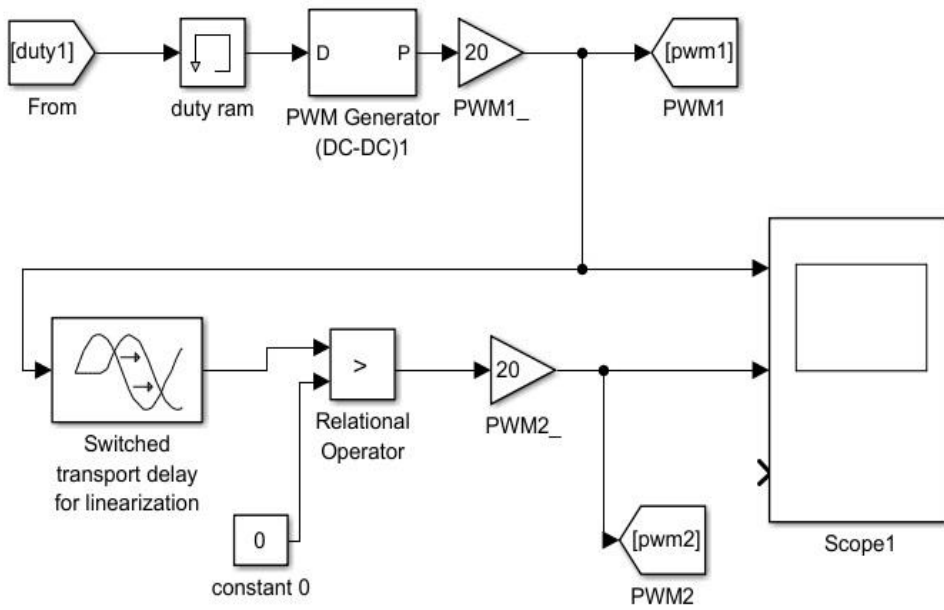 [duty1]
From
duty ram
D
P
PWM Generator
(DC-DC)1
20
PWM1_
[pwm1]
PWM1
Switched
transport delay
for linearization
>
Relational
Operator
0
constant 0
20
PWM2_
[pwm2]
PWM2
Scope1